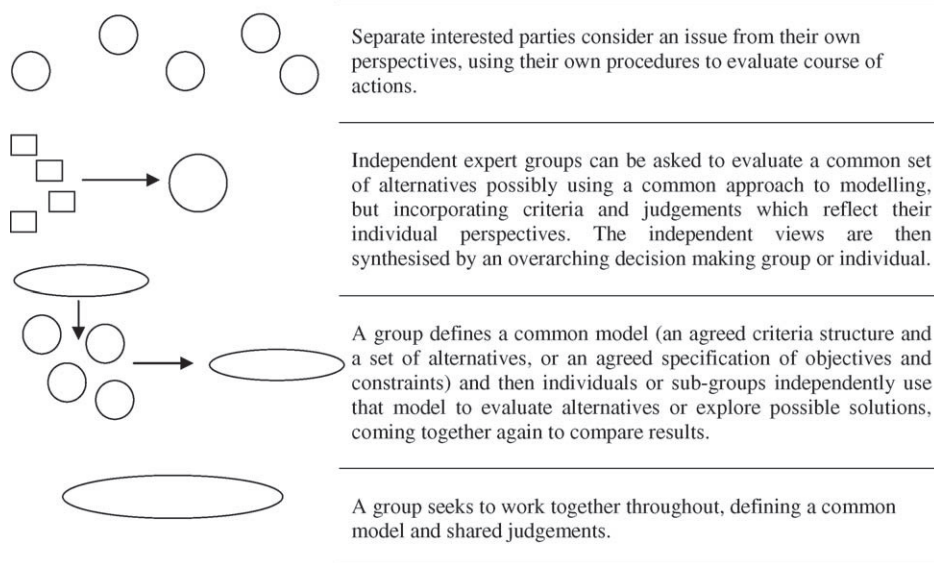 Separate interested parties consider an issue from their own
perspectives, using their own procedures to evaluate course of
actions.
Independent expert groups can be asked to evaluate a common set
of alternatives possibly using a common approach to modelling,
but incorporating criteria and judgements which reflect their
individual perspectives. The independent views are then
synthesised by an overarching decision making group or individual.
A group defines a common model (an agreed criteria structure and
a set of alternatives, or an agreed specification of objectives and
constraints) and then individuals or sub-groups independently use
that model to evaluate alternatives or explore possible solutions,
coming together again to compare results.
A group seeks to work together throughout, defining a common
model and shared judgements.